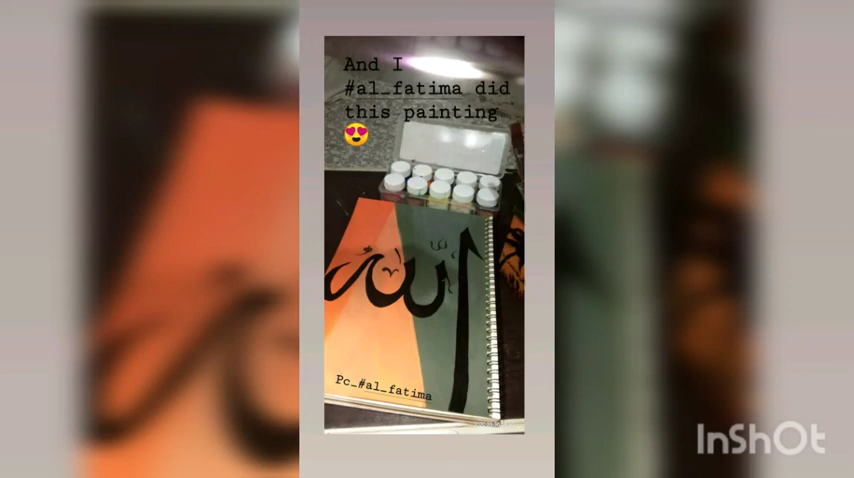 And I
#al_fatima did
this painting
😍
الله
Pc_#al_fatima
InShOt